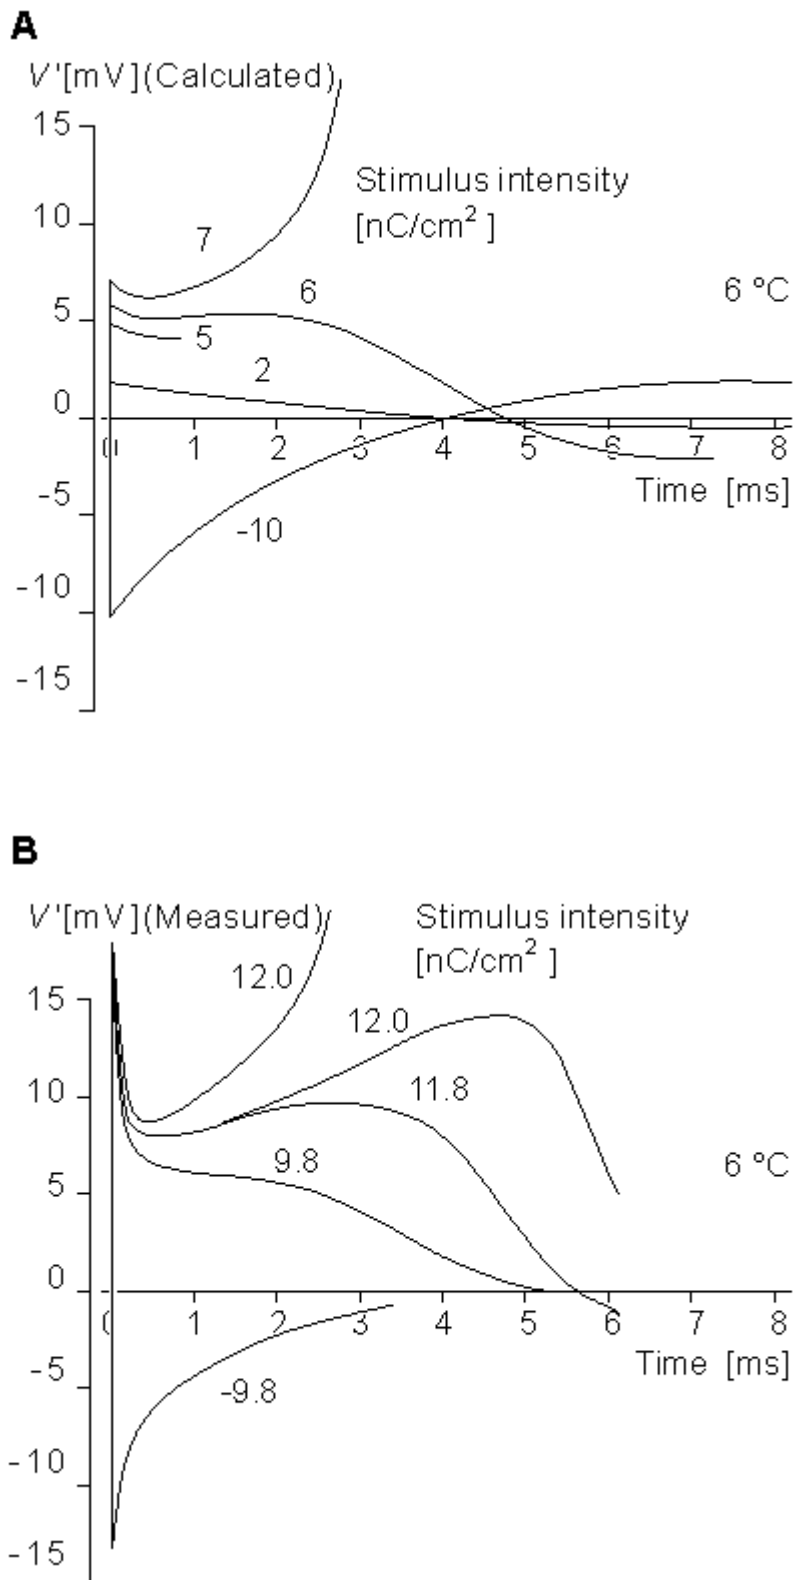 A
V'[mV](Calculated)
15
Stimulus intensity
10
[nC/cm² ]
7
6
6 °C
5
5
2
0
0 1 2 3 4 5 6 7 8
Time [ms]
-5
-10
-10
-15
B
V'[mV](Measured)
Stimulus intensity
[nC/cm² ]
12.0
15
12.0
10
11.8
9.8
6 °C
5
0
0 1 2 3 4 5 6 7 8
Time [ms]
-5
-9.8
-10
-15